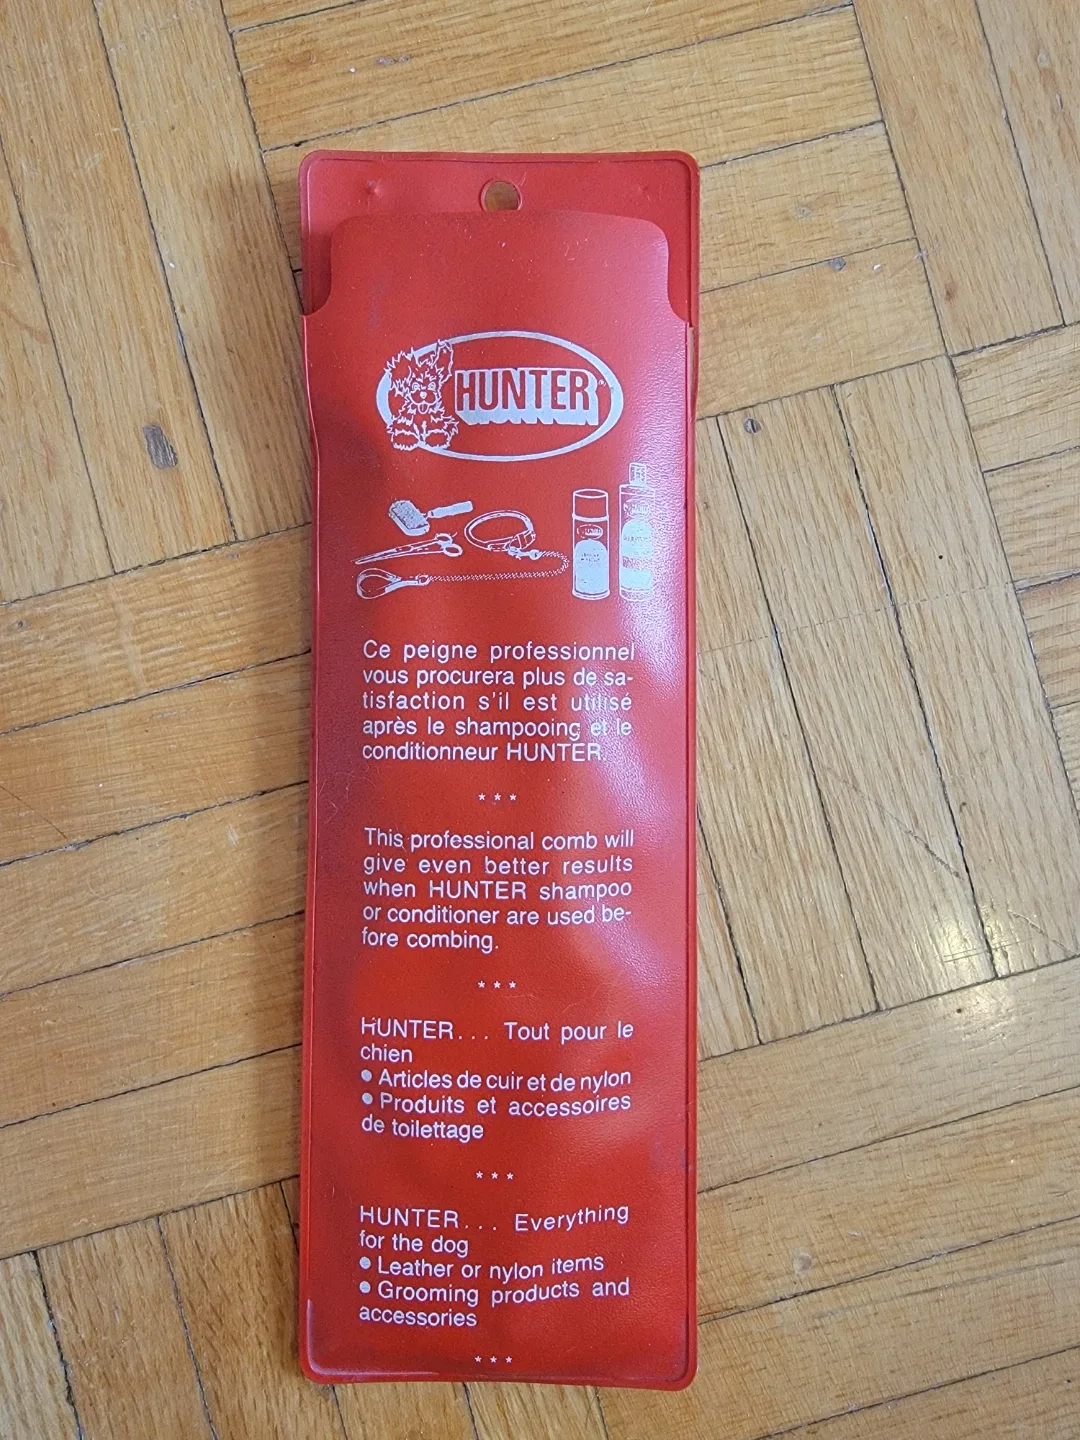 HUNTER
Ce peigne professionnel
vous procurera plus de sa-
tisfaction s'il est utilisé
après le shampooing et le
conditionneur HUNTER.
* * *
This professional comb will
give even better results
when HUNTER shampoo
or conditioner are used be-
fore combing.
* * *
HUNTER... Tout pour le
chien
● Articles de cuir et de nylon
● Produits et accessoires
de toilettage
* * *
HUNTER... Everything
for the dog
● Leather or nylon items
● Grooming products and
accessories
* * *